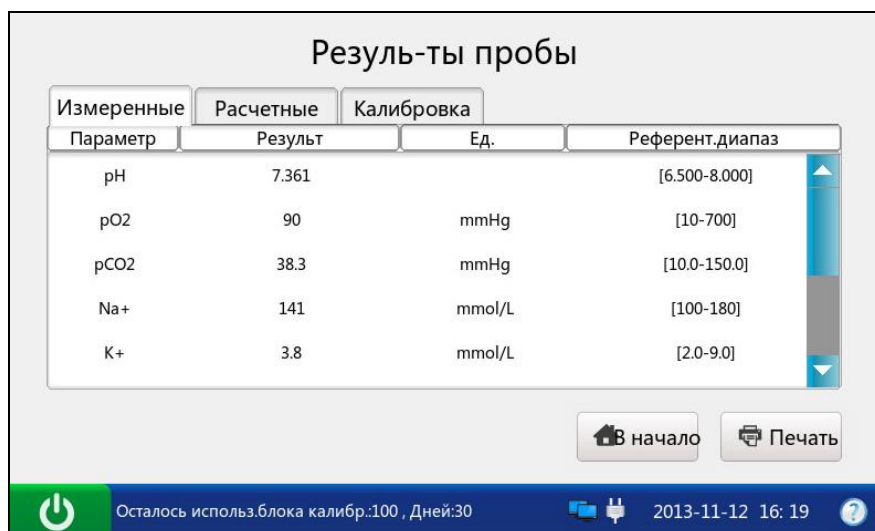 Резуль-ты пробы
Измеренные Расчетные Калибровка
Параметр Результ Ед. Референт.диапаз
pH 7.361 [6.500-8.000]
pO2 90 mmHg [10-700]
pCO2 38.3 mmHg [10.0-150.0]
Na+ 141 mmol/L [100-180]
K+ 3.8 mmol/L [2.0-9.0]
В начало Печать
Осталось использ.блока калибр.:100 , Дней:30 2013-11-12 16: 19 ?